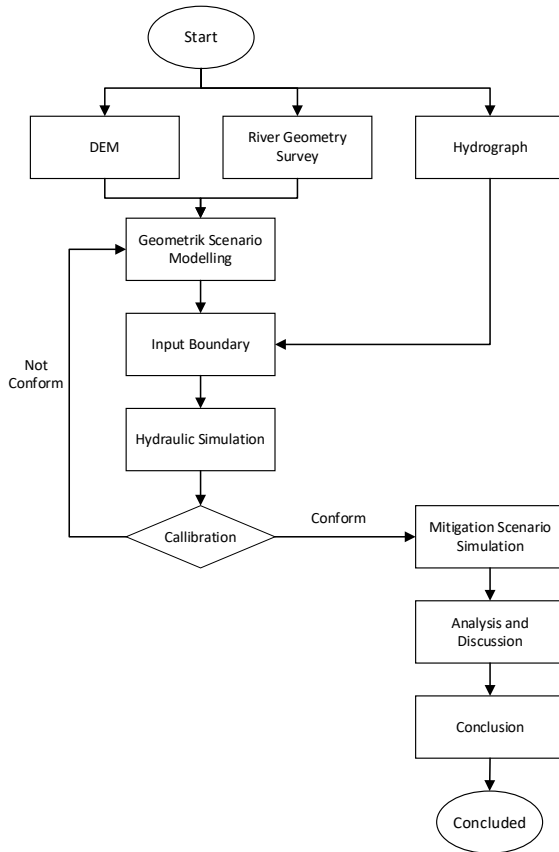 Start
DEM
River Geometry
Survey
Hydrograph
Geometrik Scenario
Modelling
Input Boundary
Not
Conform
Hydraulic Simulation
Callibration
Conform
Mitigation Scenario
Simulation
Analysis and
Discussion
Conclusion
Concluded